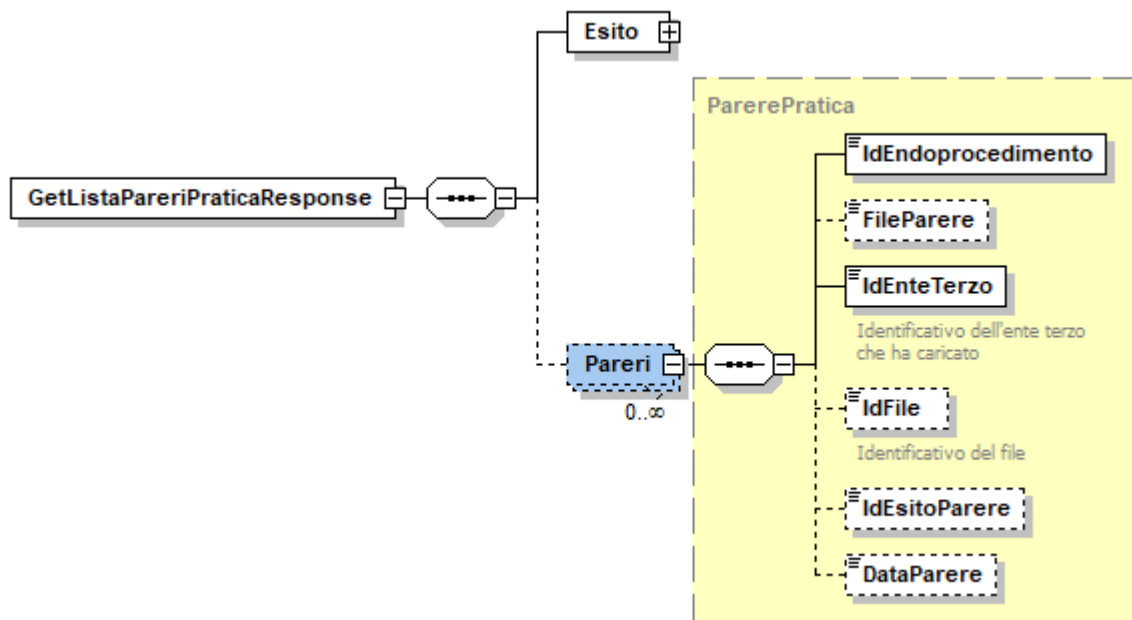 Esito
ParerePratica
IdEndoprocedimento
GetListaPareriPraticaResponse
FileParere
IdEnteTerzo
Identificativo dell'ente terzo
che ha caricato
Pareri
0..∞
IdFile
Identificativo del file
IdEsitoParere
DataParere